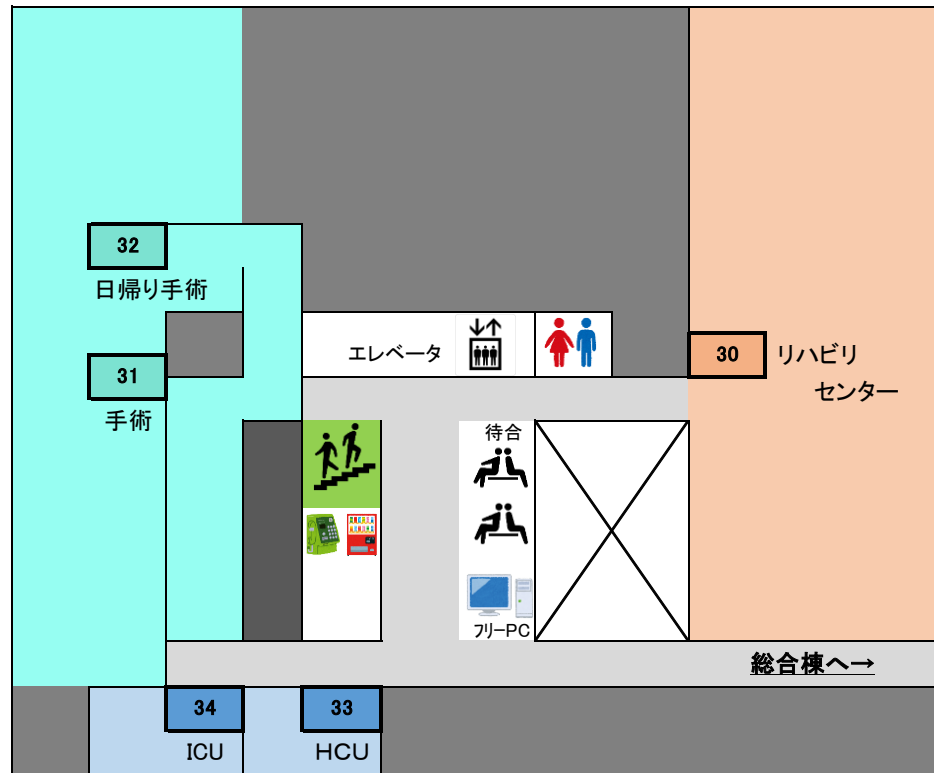 32
日帰り手術
31
手術
エレベータ
30
リハビリ
センター
待合
フリーPC
総合棟へ→
34
ICU
33
HCU